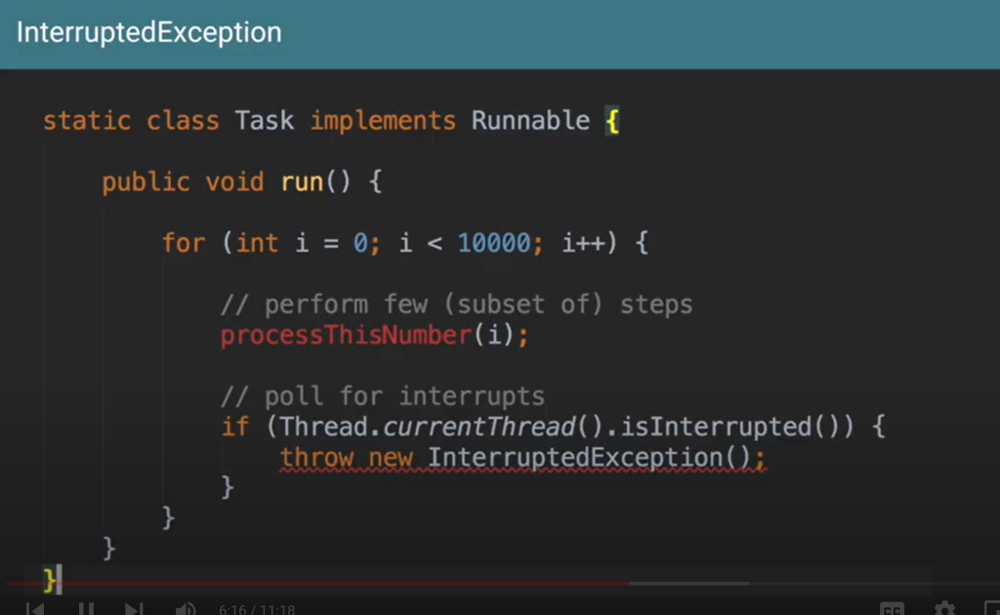 InterruptedException
static class Task implements Runnable {
public void run() {
for (int i = 0; i < 10000; i++) {
// perform few (subset of) steps
processThisNumber(i);
// poll for interrupts
if (Thread.currentThread().isInterrupted()) {
throw new InterruptedException();
}
}
}
}
6:16 / 11:18
CC